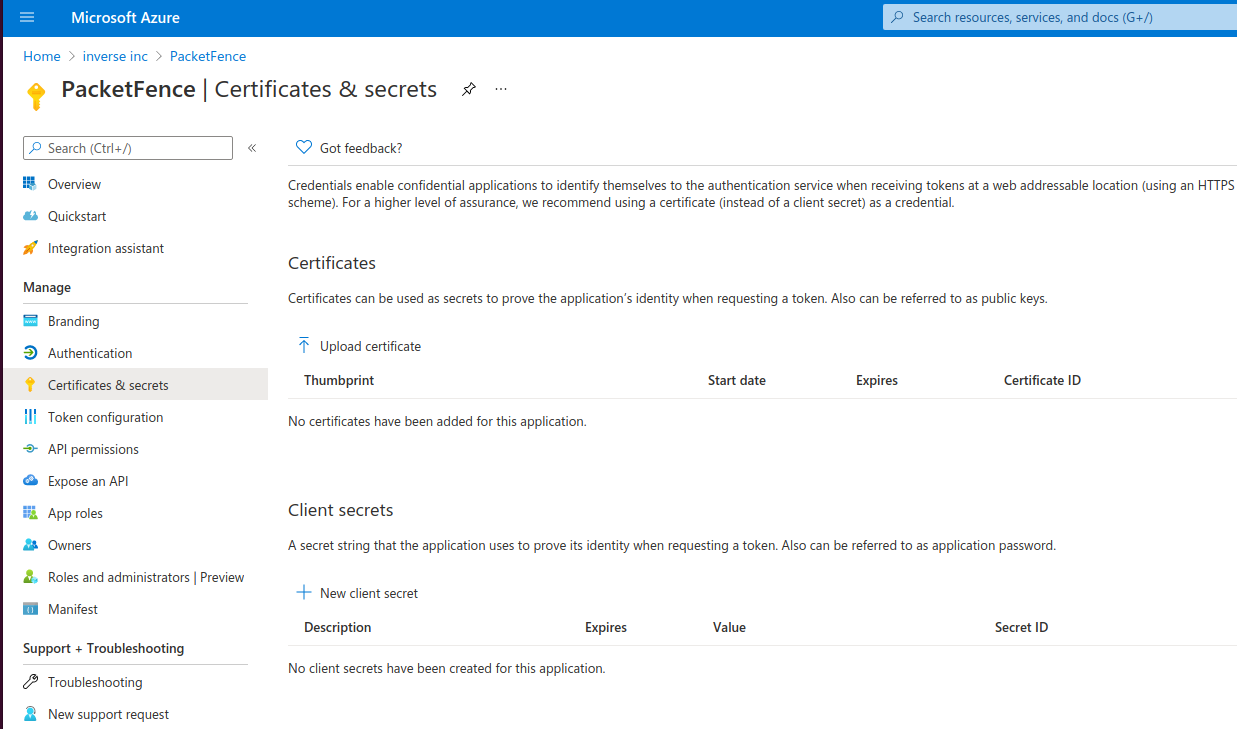 Microsoft Azure
Search resources, services, and docs (G+/)
Home > inverse inc > PacketFence
PacketFence | Certificates & secrets ...
Search (Ctrl+/) «
Overview
Quickstart
Integration assistant
Manage
Branding
Authentication
Certificates & secrets
Token configuration
API permissions
Expose an API
App roles
Owners
Roles and administrators | Preview
Manifest
Support + Troubleshooting
Troubleshooting
New support request
Got feedback?
Credentials enable confidential applications to identify themselves to the authentication service when receiving tokens at a web addressable location (using an HTTPS
scheme). For a higher level of assurance, we recommend using a certificate (instead of a client secret) as a credential.
Certificates
Certificates can be used as secrets to prove the application’s identity when requesting a token. Also can be referred to as public keys.
Upload certificate
Thumbprint Start date Expires Certificate ID
No certificates have been added for this application.
Client secrets
A secret string that the application uses to prove its identity when requesting a token. Also can be referred to as application password.
New client secret
Description Expires Value Secret ID
No client secrets have been created for this application.